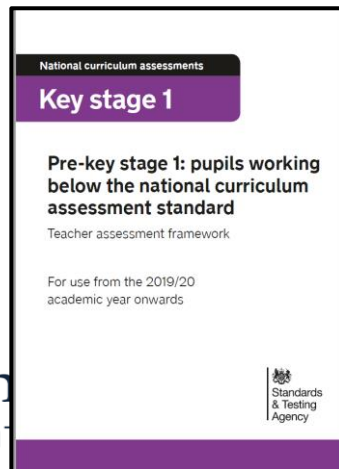 National curriculum assessments
Key stage 1
Pre-key stage 1: pupils working
below the national curriculum
assessment standard
Teacher assessment framework
For use from the 2019/20
academic year onwards
Standards
& Testing
Agency